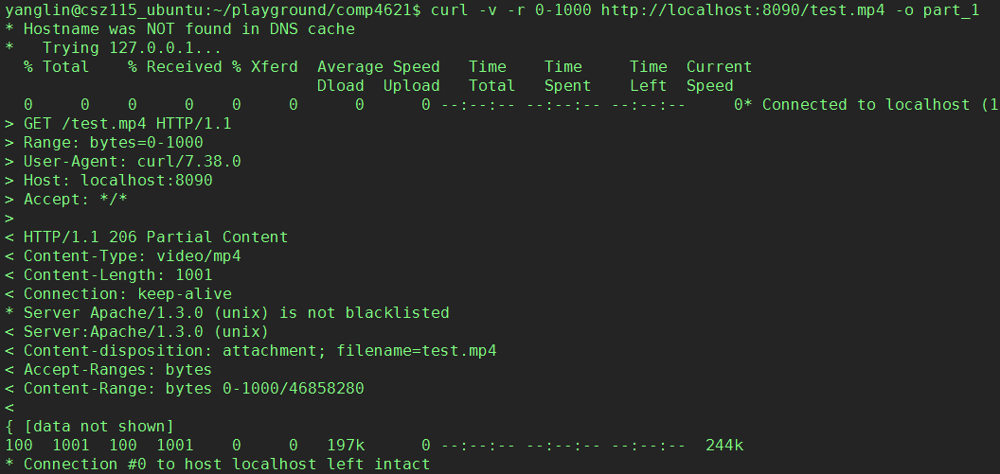 yanglin@csz115_ubuntu:~/playground/comp4621$ curl -v -r 0-1000 http://localhost:8090/test.mp4 -o part_1
* Hostname was NOT found in DNS cache
*   Trying 127.0.0.1...
  % Total    % Received % Xferd  Average Speed   Time    Time     Time  Current
                                 Dload  Upload   Total   Spent    Left  Speed
  0     0    0     0    0     0      0      0 --:--:-- --:--:-- --:--:--     0* Connected to localhost (1
> GET /test.mp4 HTTP/1.1
> Range: bytes=0-1000
> User-Agent: curl/7.38.0
> Host: localhost:8090
> Accept: */*
>
< HTTP/1.1 206 Partial Content
< Content-Type: video/mp4
< Content-Length: 1001
< Connection: keep-alive
* Server Apache/1.3.0 (unix) is not blacklisted
< Server:Apache/1.3.0 (unix)
< Content-disposition: attachment; filename=test.mp4
< Accept-Ranges: bytes
< Content-Range: bytes 0-1000/46858280
<
{ [data not shown]
100  1001  100  1001    0     0   197k      0 --:--:-- --:--:-- --:--:--  244k
* Connection #0 to host localhost left intact